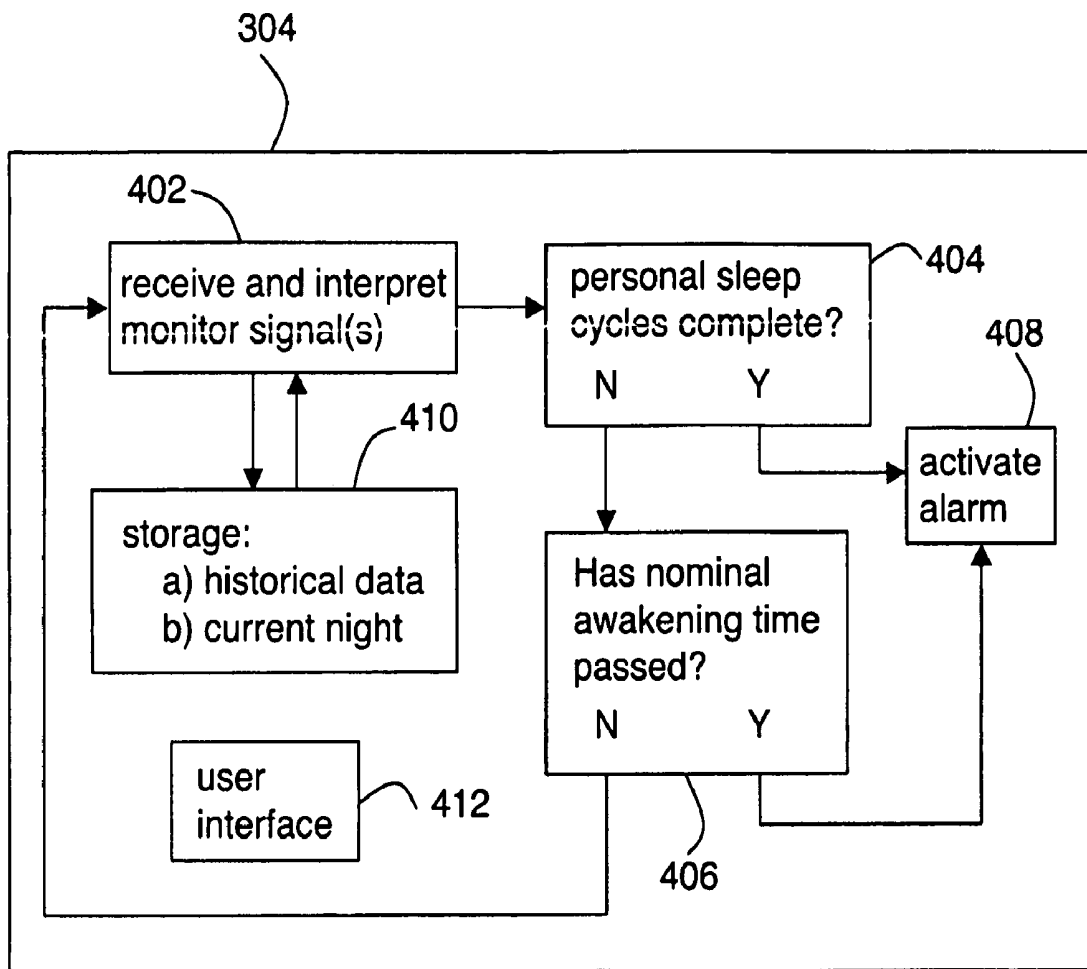 304
402
receive and interpret
monitor signal(s)
personal sleep
cycles complete?
N Y
404
408
activate
alarm
410
storage:
a) historical data
b) current night
Has nominal
awakening time
passed?
N Y
406
user
interface
412